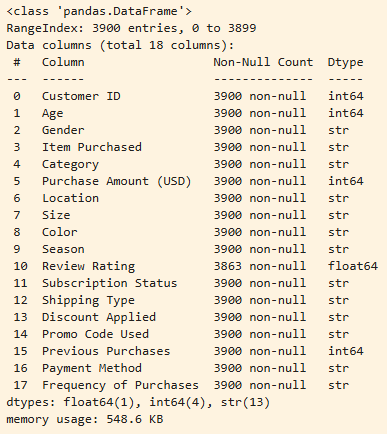 <class 'pandas.DataFrame'>
RangeIndex: 3900 entries, 0 to 3899
Data columns (total 18 columns):
 #   Column                  Non-Null Count  Dtype
---  ------                  --------------  -----
 0   Customer ID             3900 non-null   int64
 1   Age                     3900 non-null   int64
 2   Gender                  3900 non-null   str
 3   Item Purchased          3900 non-null   str
 4   Category                3900 non-null   str
 5   Purchase Amount (USD)   3900 non-null   int64
 6   Location                3900 non-null   str
 7   Size                    3900 non-null   str
 8   Color                   3900 non-null   str
 9   Season                  3900 non-null   str
 10  Review Rating           3863 non-null   float64
 11  Subscription Status     3900 non-null   str
 12  Shipping Type           3900 non-null   str
 13  Discount Applied        3900 non-null   str
 14  Promo Code Used         3900 non-null   str
 15  Previous Purchases      3900 non-null   int64
 16  Payment Method          3900 non-null   str
 17  Frequency of Purchases  3900 non-null   str
dtypes: float64(1), int64(4), str(13)
memory usage: 548.6 KB